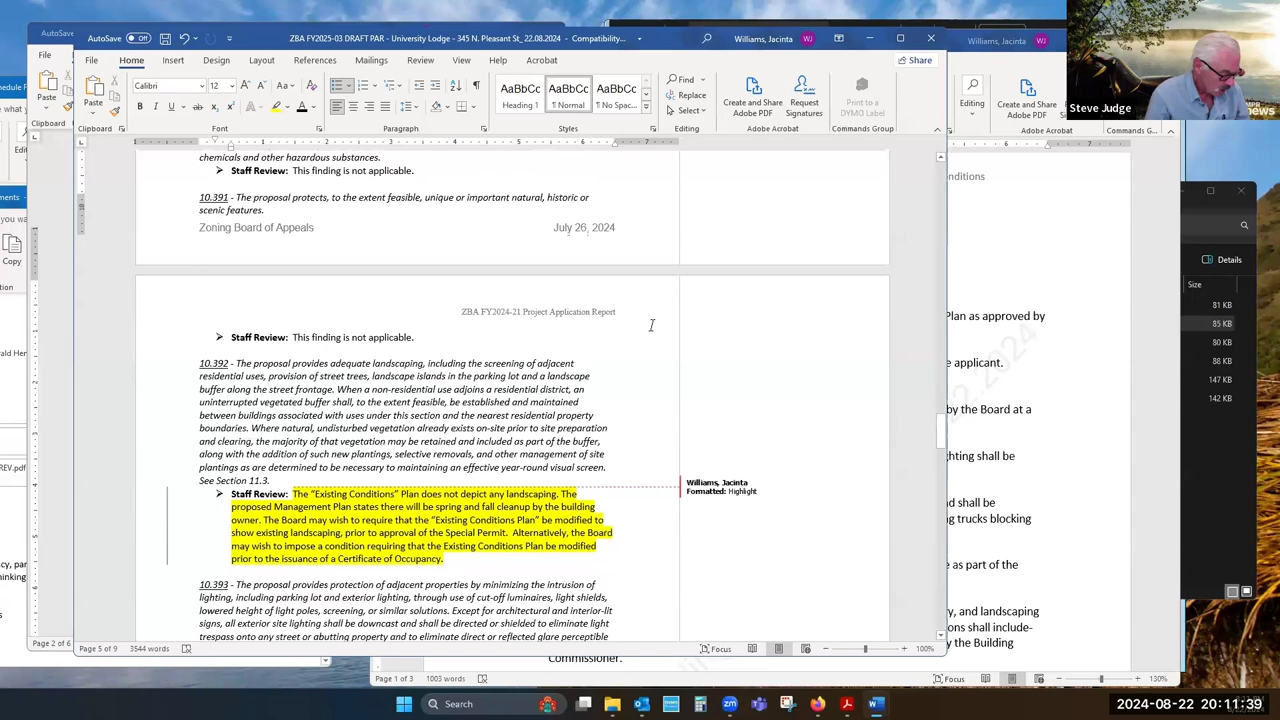 AutoSave Off
ZBA FY2025-03 DRAFT PAR - University Lodge - 345 N. Pleasant St_ 22.08.2024 - Compatibility...
Williams, Jacinta WJ
Williams, Jacinta WJ
File Home Insert Draw Design Layout References Mailings Review View Help Acrobat
Share
Paste
Clipboard
Calibri 12
Font
Paragraph
AaBbCc AaBbCc AaBbCc
Heading 1 ¶ Normal ¶ No Spac...
Styles
Find
Replace
Select
Editing
Create and Share Adobe PDF
Request Signatures
Adobe Acrobat
Print to a DYMO Label
Commands Group
Editing
Create and Share Adobe PDF
Adobe Acrobat
Commands G...
Steve Judge
news
chemicals and other hazardous substances.
➢ Staff Review: This finding is not applicable.
10.391 - The proposal protects, to the extent feasible, unique or important natural, historic or
scenic features.
Zoning Board of Appeals July 26, 2024
ZBA FY2024-21 Project Application Report
➢ Staff Review: This finding is not applicable.
10.392 - The proposal provides adequate landscaping, including the screening of adjacent
residential uses, provision of street trees, landscape islands in the parking lot and a landscape
buffer along the street frontage. When a non-residential use adjoins a residential district, an
uninterrupted vegetated buffer shall, to the extent feasible, be established and maintained
between buildings associated with uses under this section and the nearest residential property
boundaries. Where natural, undisturbed vegetation already exists on-site prior to site preparation
and clearing, the majority of that vegetation may be retained and included as part of the buffer,
along with the addition of such new plantings, selective removals, and other management of site
plantings as are determined to be necessary to maintaining an effective year-round visual screen.
See Section 11.3.
➢ Staff Review: The "Existing Conditions" Plan does not depict any landscaping. The
proposed Management Plan states there will be spring and fall cleanup by the building
owner. The Board may wish to require that the "Existing Conditions Plan" be modified to
show existing landscaping, prior to approval of the Special Permit. Alternatively, the Board
may wish to impose a condition requiring that the Existing Conditions Plan be modified
prior to the issuance of a Certificate of Occupancy.
10.393 - The proposal provides protection of adjacent properties by minimizing the intrusion of
lighting, including parking lot and exterior lighting, through use of cut-off luminaires, light shields,
lowered height of light poles, screening, or similar solutions. Except for architectural and interior-lit
signs, all exterior site lighting shall be downcast and shall be directed or shielded to eliminate light
trespass onto any street or abutting property and to eliminate direct or reflected glare perceptible
Williams, Jacinta
Formatted: Highlight
onditions
Plan as approved by
e applicant.
by the Board at a
ghting shall be
d shall be
ng trucks blocking
e as part of the
y, and landscaping
ons shall include-
y the Building
Commissioner.
Details
Size
81 KB
85 KB
80 KB
88 KB
147 KB
142 KB
AutoSave
File
Paste
Clipboard
Copy
Page 2 of 6
Page 5 of 9 3544 words
Focus
100%
Page 1 of 3 1003 words
Focus
130%
Search
2024-08-22 20:11:39